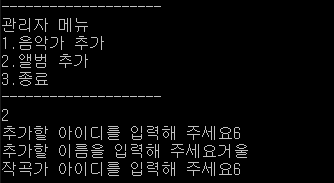 --------------------
관리자 메뉴
1.음악가 추가
2.앨범 추가
3.종료
--------------------
2
추가할 아이디를 입력해 주세요6
추가할 이름을 입력해 주세요거울
작곡가 아이디를 입력해 주세요6